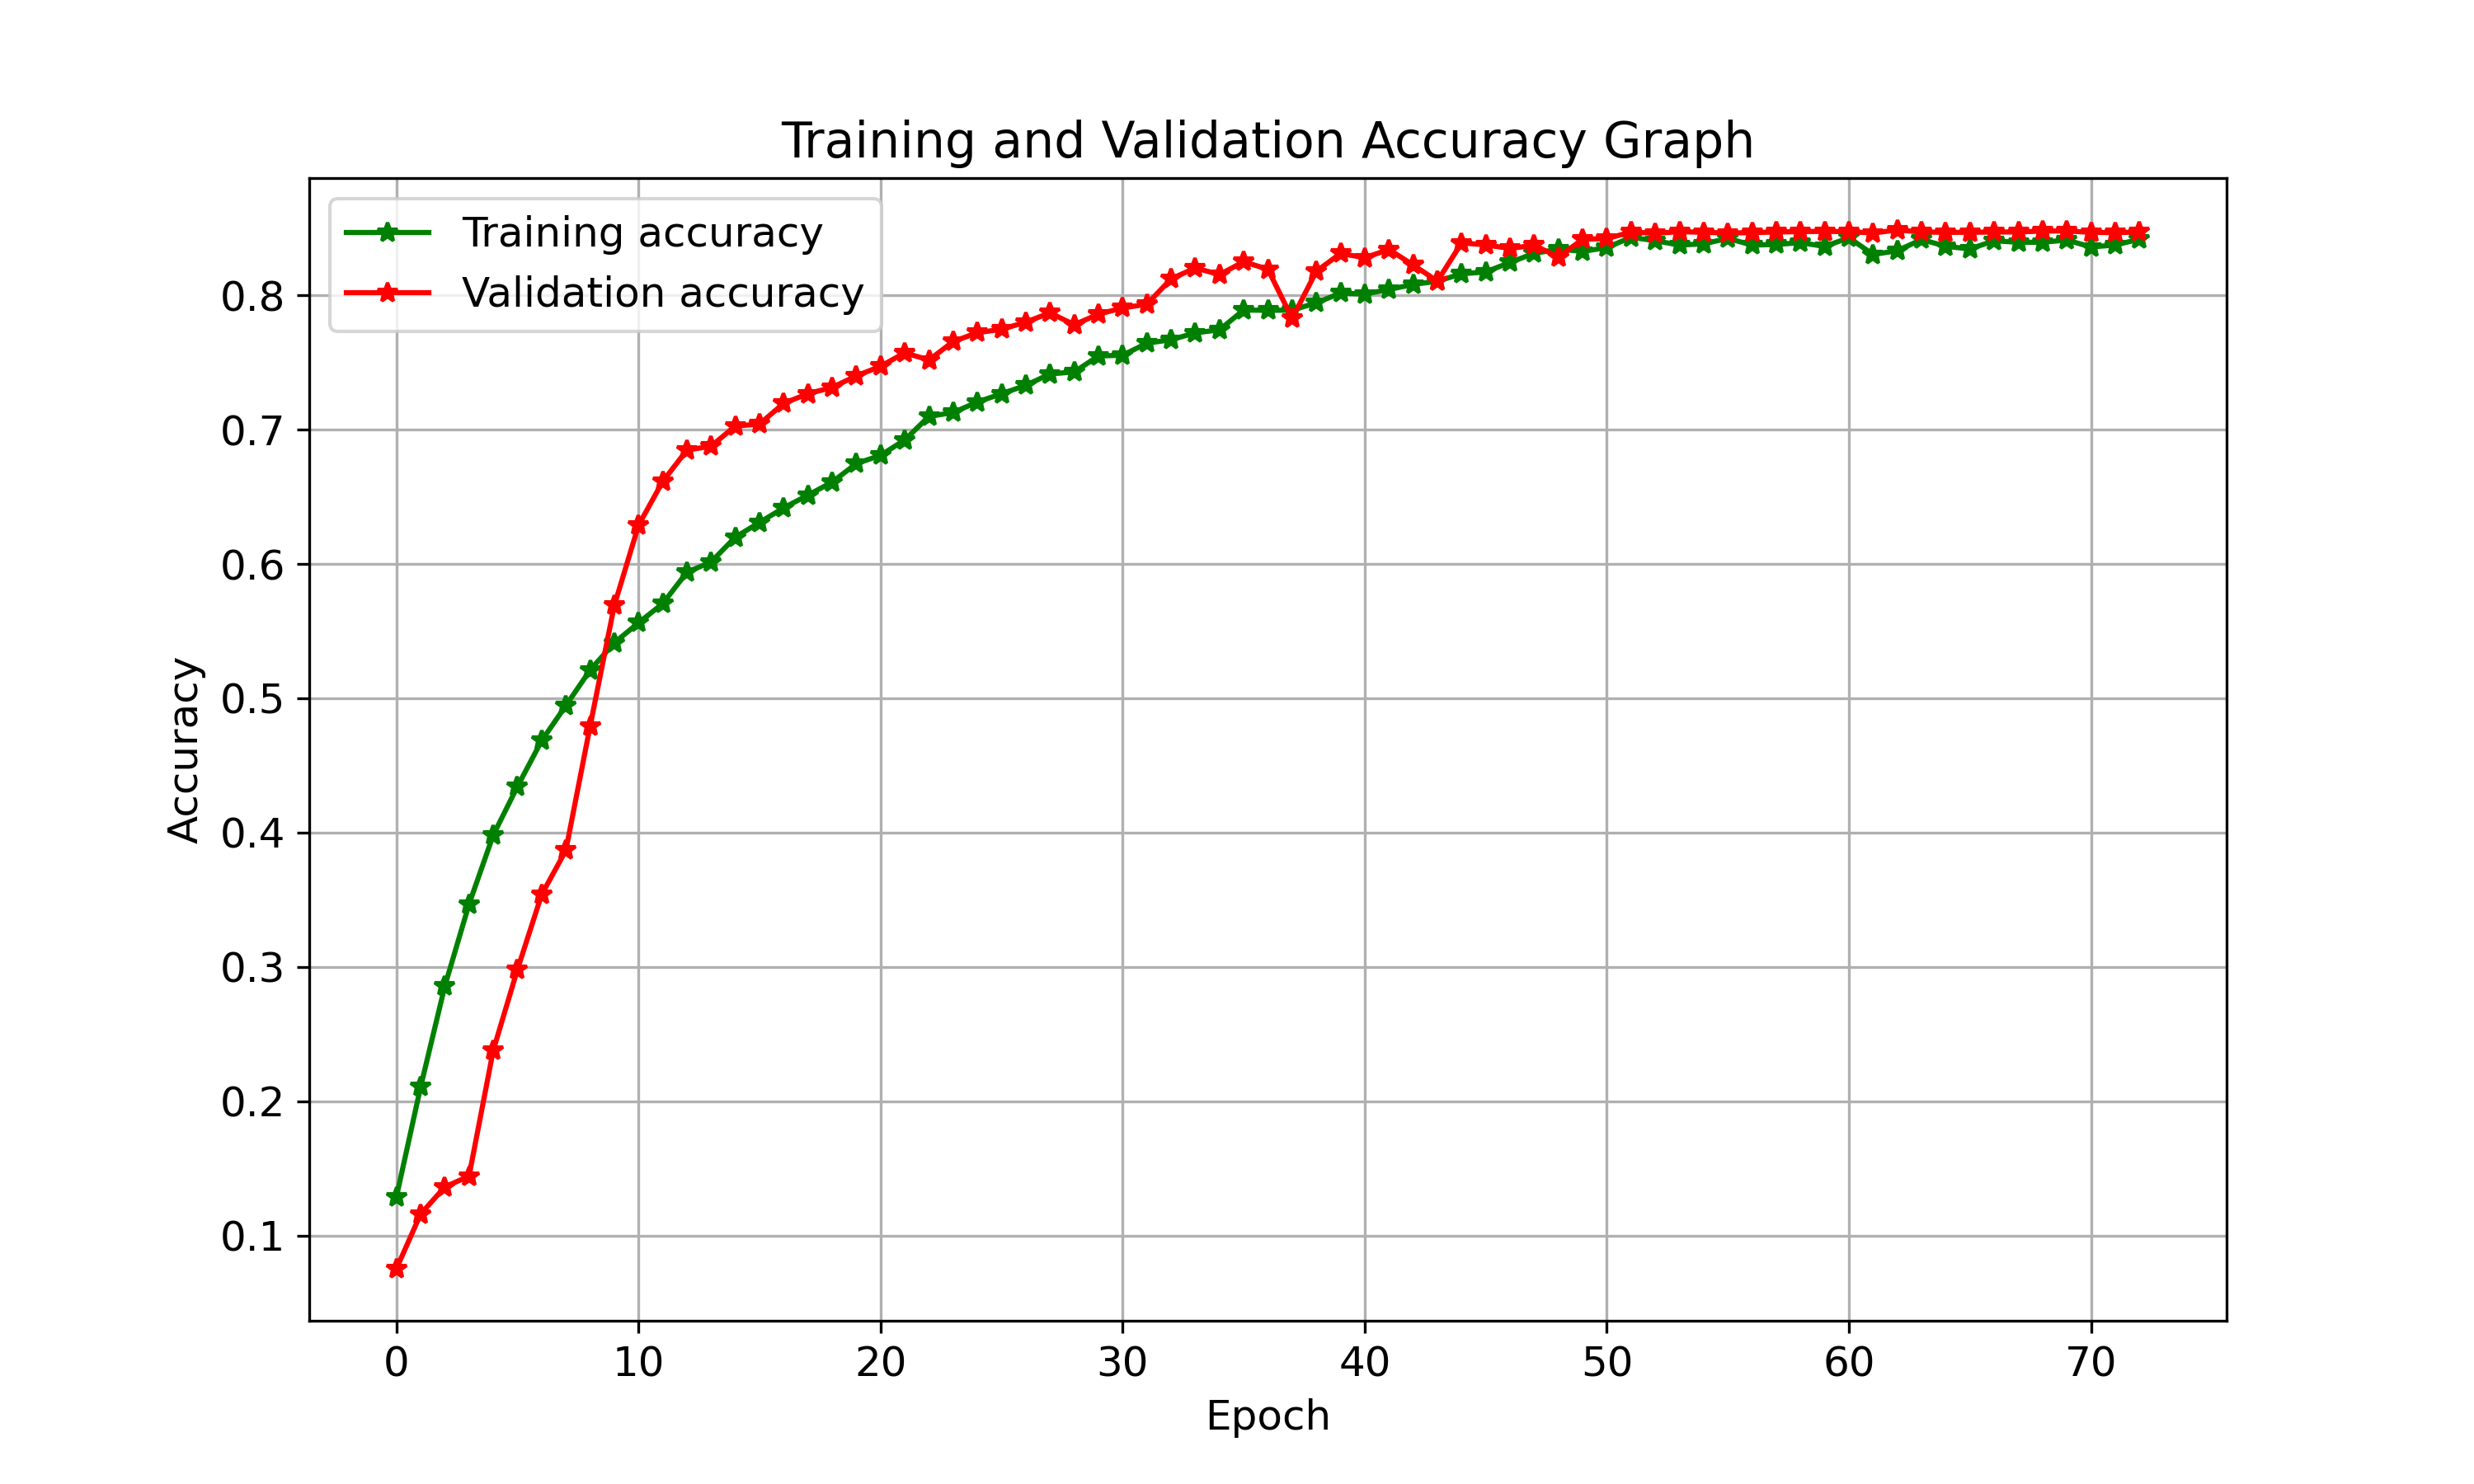 Training and Validation Accuracy Graph
Training accuracy
Validation accuracy
0.8
0.7
0.6
0.5
0.4
0.3
0.2
0.1
Accuracy
0 10 20 30 40 50 60 70
Epoch